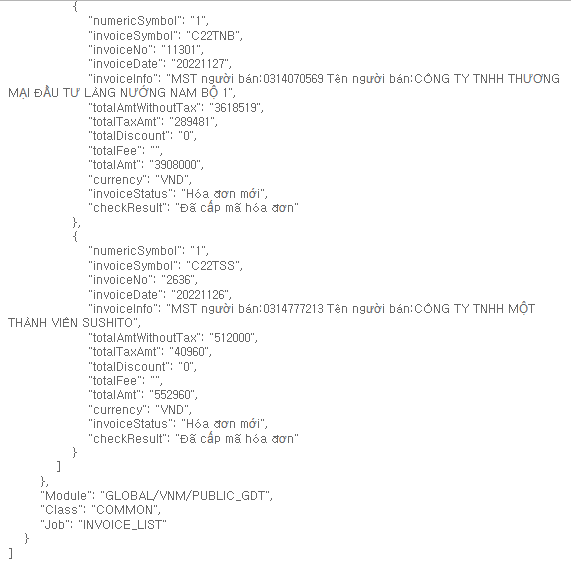 {
"numericSymbol": "1",
"invoiceSymbol": "C22TNB",
"invoiceNo": "11301",
"invoiceDate": "20221127",
"invoiceInfo": "MST người bán:0314070569 Tên người bán:CÔNG TY TNHH THƯƠNG
MẠI ĐẦU TƯ LÀNG NƯỚNG NAM BỘ 1",
"totalAmtWithoutTax": "3618519",
"totalTaxAmt": "289481",
"totalDiscount": "0",
"totalFee": "",
"totalAmt": "3908000",
"currency": "VND",
"invoiceStatus": "Hóa đơn mới",
"checkResult": "Đã cấp mã hóa đơn"
},
{
"numericSymbol": "1",
"invoiceSymbol": "C22TSS",
"invoiceNo": "2636",
"invoiceDate": "20221126",
"invoiceInfo": "MST người bán:0314777213 Tên người bán:CÔNG TY TNHH MỘT
THÀNH VIÊN SUSHITO",
"totalAmtWithoutTax": "512000",
"totalTaxAmt": "40960",
"totalDiscount": "0",
"totalFee": "",
"totalAmt": "552960",
"currency": "VND",
"invoiceStatus": "Hóa đơn mới",
"checkResult": "Đã cấp mã hóa đơn"
}
]
},
"Module": "GLOBAL/VNM/PUBLIC_GDT",
"Class": "COMMON",
"Job": "INVOICE_LIST"
}
]